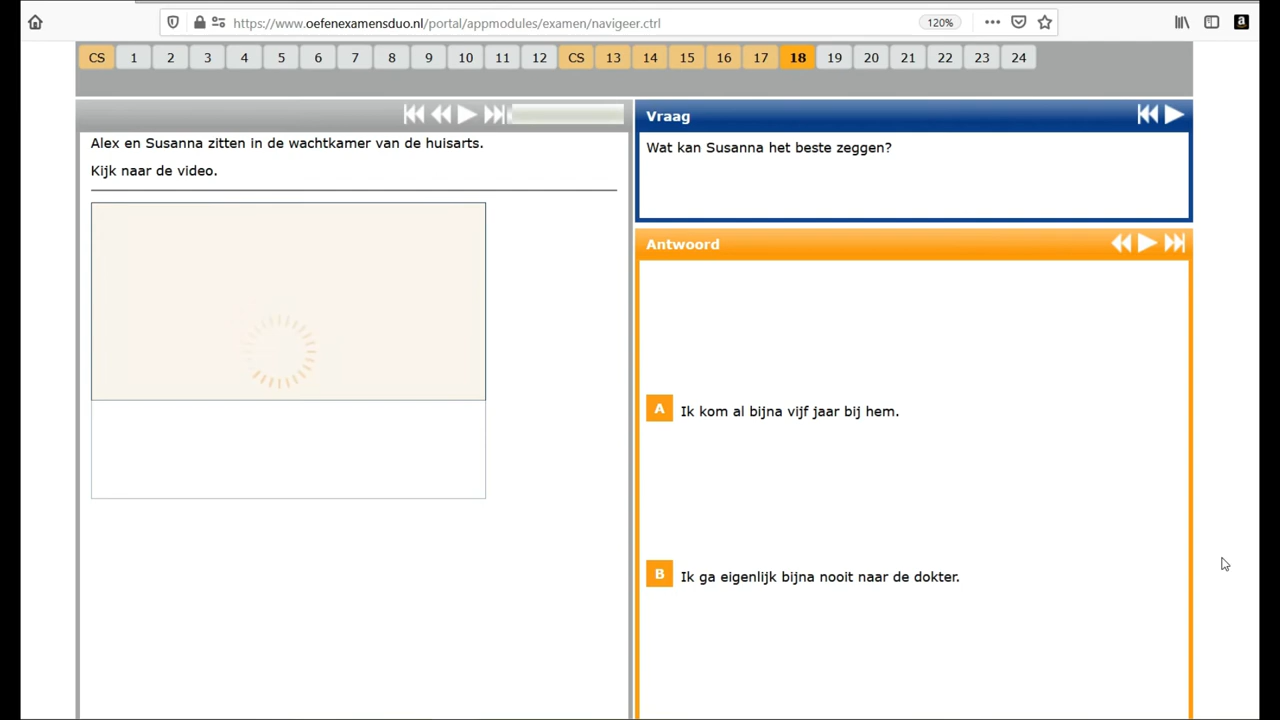 https://www.oefenexamensduo.nl/portal/appmodules/examen/navigeer.ctrl
120%
CS 1 2 3 4 5 6 7 8 9 10 11 12 CS 13 14 15 16 17 18 19 20 21 22 23 24
Alex en Susanna zitten in de wachtkamer van de huisarts.
Kijk naar de video.
Vraag
Wat kan Susanna het beste zeggen?
Antwoord
A Ik kom al bijna vijf jaar bij hem.
B Ik ga eigenlijk bijna nooit naar de dokter.